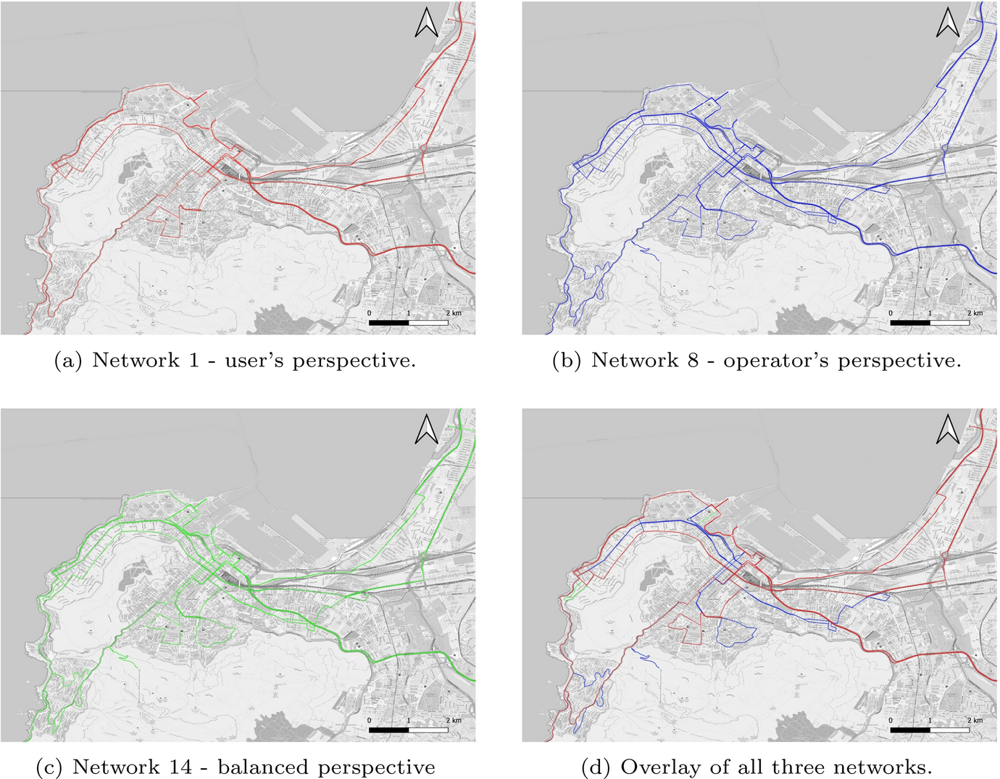 0 1 2 km
0 1 2 km
(a) Network 1 - user's perspective.
(b) Network 8 - operator's perspective.
0 1 2 km
0 1 2 km
(c) Network 14 - balanced perspective
(d) Overlay of all three networks.